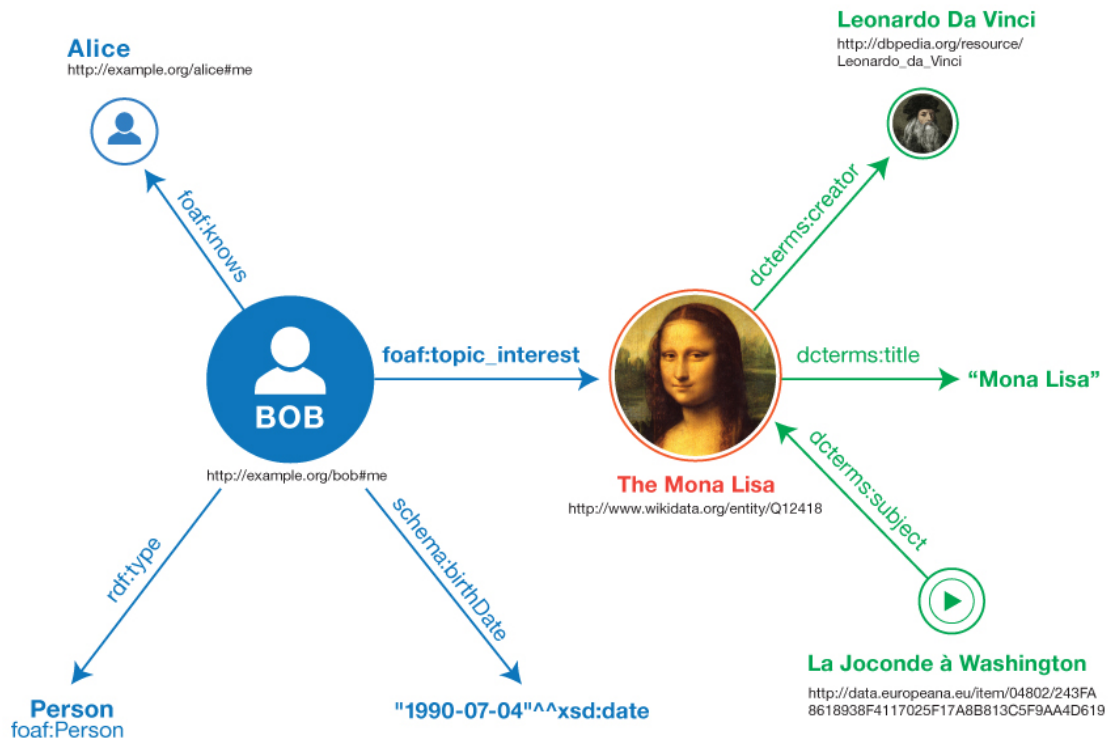 Alice
http://example.org/alice#me
Leonardo Da Vinci
http://dbpedia.org/resource/
Leonardo_da_Vinci
foaf:knows
dcterms:creator
BOB
http://example.org/bob#me
foaf:topic_interest
The Mona Lisa
http://www.wikidata.org/entity/Q12418
dcterms:title
“Mona Lisa”
dcterms:subject
rdf:type
schema:birthDate
Person
foaf:Person
"1990-07-04"^^xsd:date
La Joconde à Washington
http://data.europeana.eu/item/04802/243FA
8618938F4117025F17A8B813C5F9AA4D619